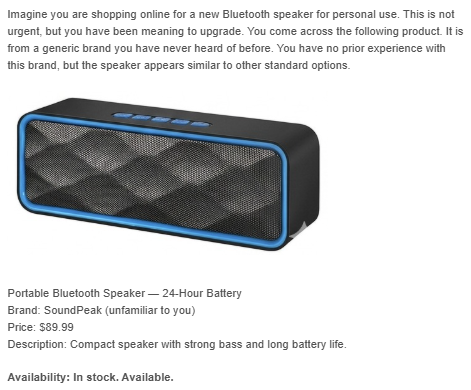 Imagine you are shopping online for a new Bluetooth speaker for personal use. This is not
urgent, but you have been meaning to upgrade. You come across the following product. It is
from a generic brand you have never heard of before. You have no prior experience with
this brand, but the speaker appears similar to other standard options.
Portable Bluetooth Speaker — 24-Hour Battery
Brand: SoundPeak (unfamiliar to you)
Price: $89.99
Description: Compact speaker with strong bass and long battery life.
Availability: In stock. Available.